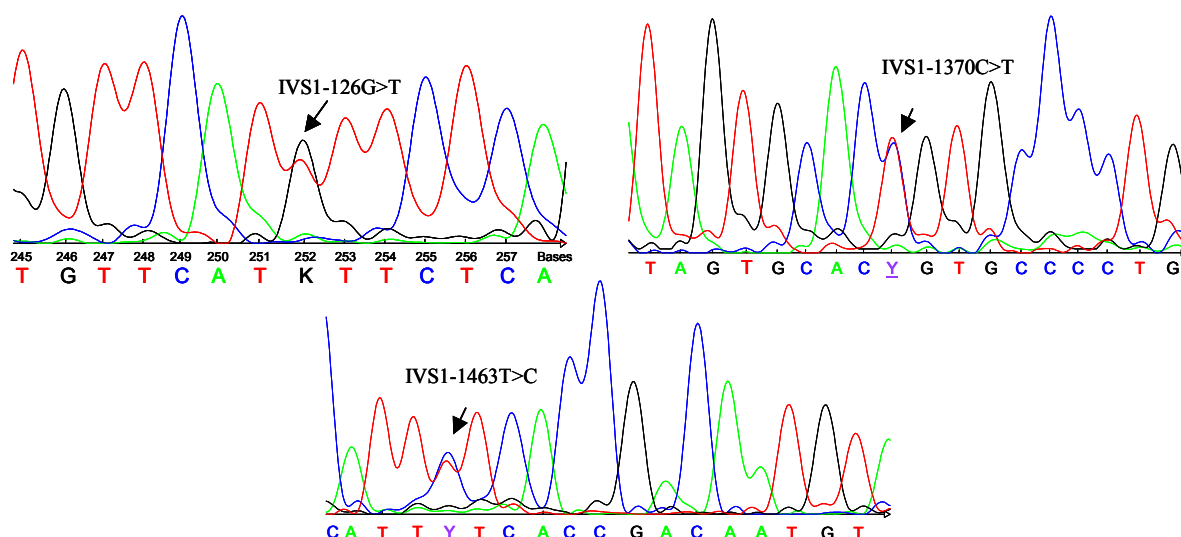 IVS1-126G>T
245 246 247 248 249 250 251 252 253 254 255 256 257 Bases
T G T T C A T K T T C T C A
IVS1-1370C>T
T A G T G C A C Y G T G C C C C T G
IVS1-1463T>C
C A T T Y T C A C C G A C A A T G T